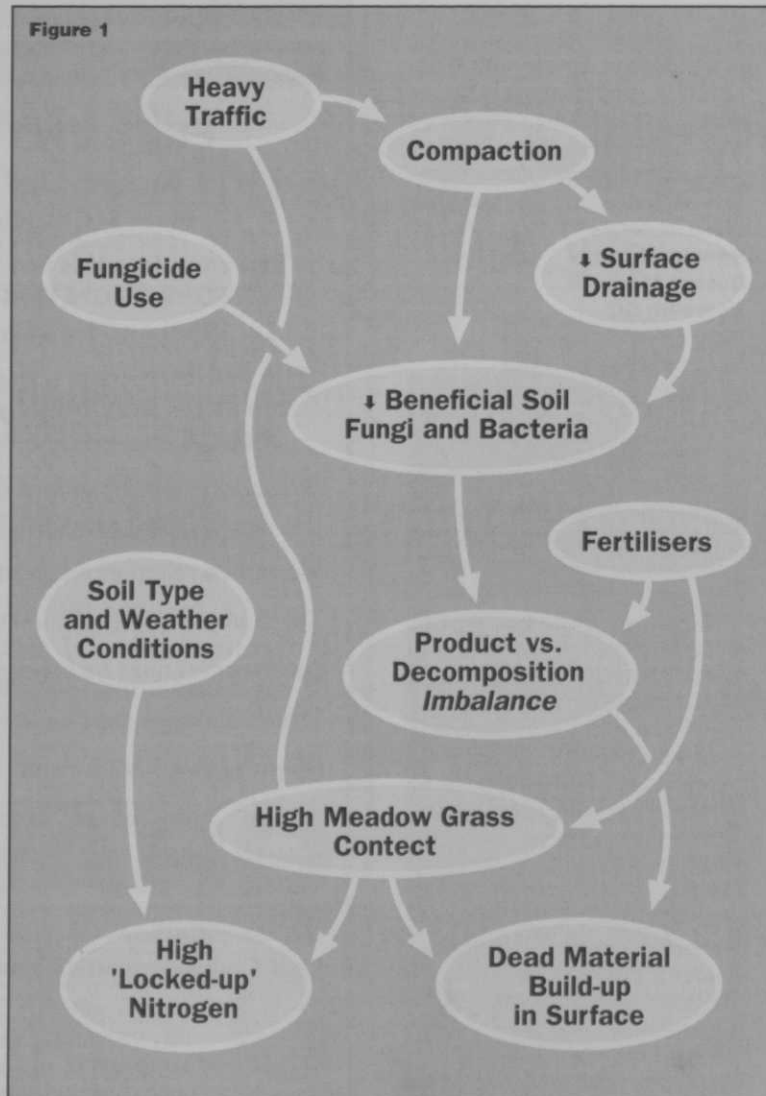 Figure 1
Heavy
Traffic
Compaction
Fungicide
Use
⬇ Surface
Drainage
⬇ Beneficial Soil
Fungi and Bacteria
Fertilisers
Soil Type
and Weather
Conditions
Product vs.
Decomposition
Imbalance
High Meadow Grass
Contect
High
'Locked-up'
Nitrogen
Dead Material
Build-up
in Surface